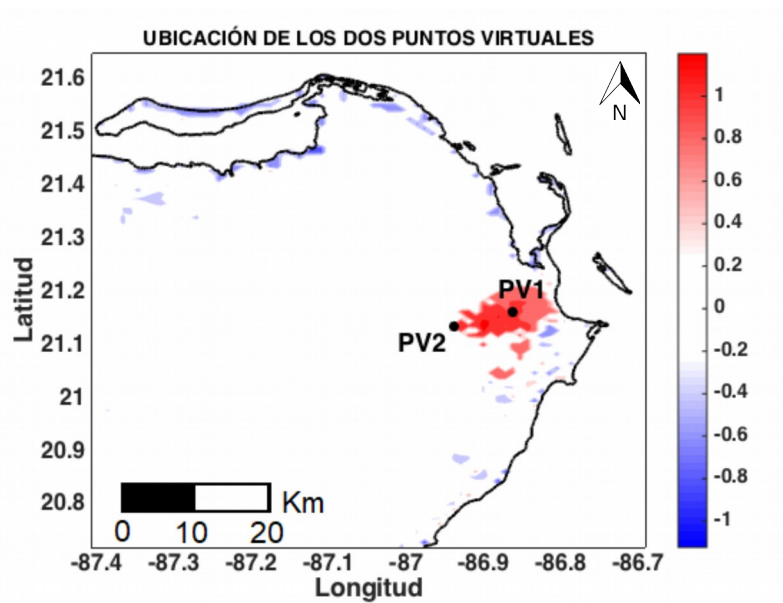 UBICACIÓN DE LOS DOS PUNTOS VIRTUALES
21.6
21.5
21.4
21.3
21.2
21.1
21
20.9
20.8
Latitud
N
PV1
PV2
Km
0 10 20
-87.4 -87.3 -87.2 -87.1 -87 -86.9 -86.8 -86.7
Longitud
1
0.8
0.6
0.4
0.2
0
-0.2
-0.4
-0.6
-0.8
-1